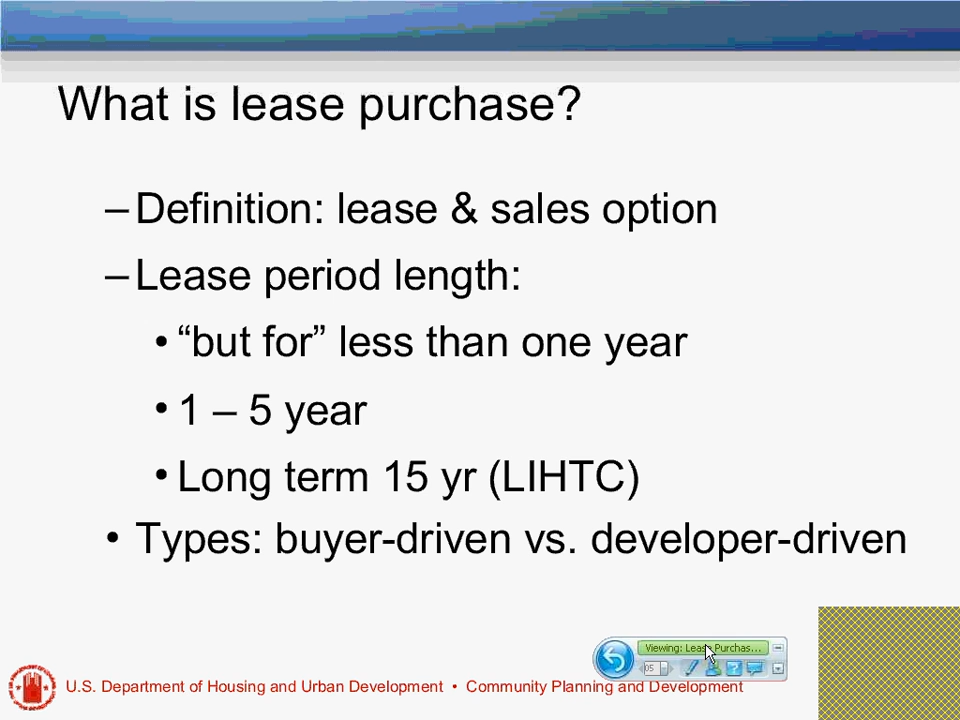 What is lease purchase?
– Definition: lease & sales option
– Lease period length:
• “but for” less than one year
• 1 – 5 year
• Long term 15 yr (LIHTC)
• Types: buyer-driven vs. developer-driven
Viewing: Lease Purchas...
05
U.S. Department of Housing and Urban Development • Community Planning and Development